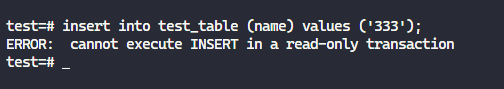 test=# insert into test_table (name) values ('333');
ERROR:  cannot execute INSERT in a read-only transaction
test=# _